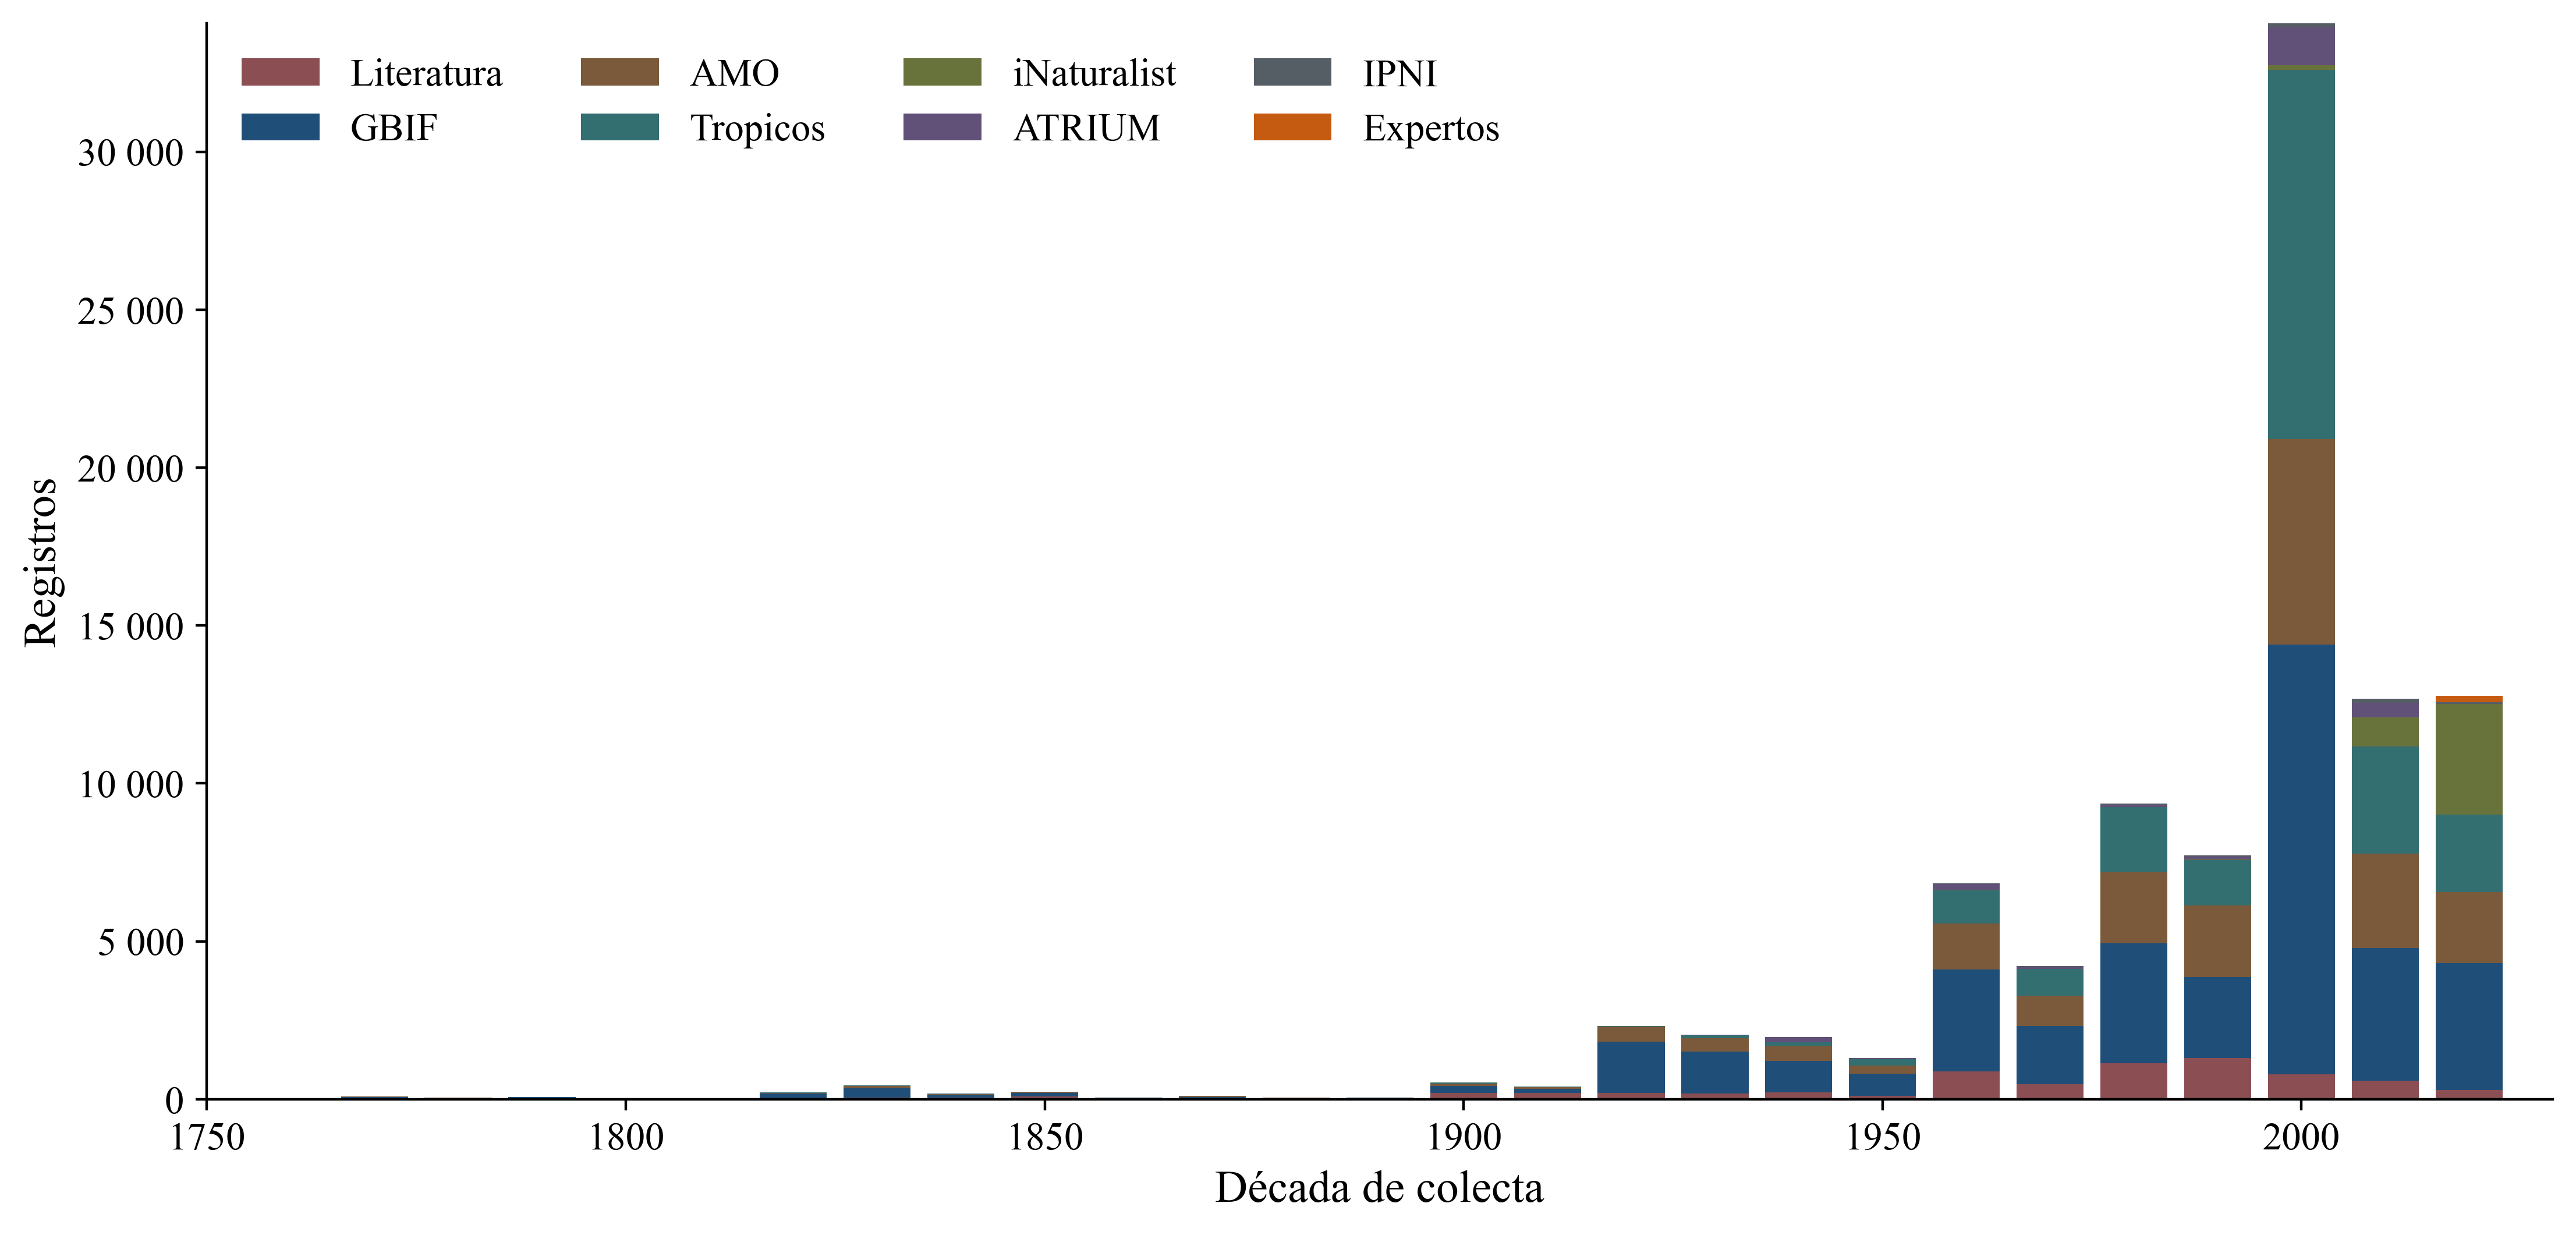 Literatura
AMO
iNaturalist
IPNI
GBIF
Tropicos
ATRIUM
Expertos
30 000
25 000
20 000
15 000
10 000
5 000
0
Registros
1750
1800
1850
1900
1950
2000
Década de colecta